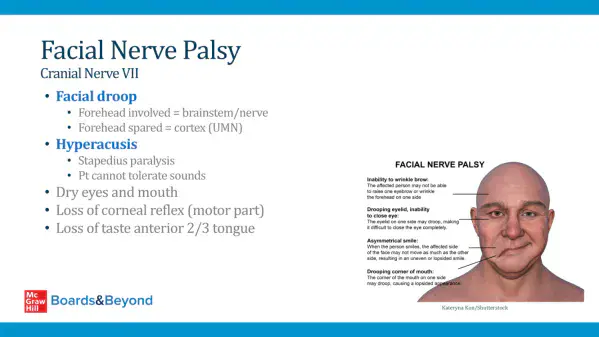 Facial Nerve Palsy
Cranial Nerve VII
• Facial droop
• Forehead involved = brainstem/nerve
• Forehead spared = cortex (UMN)
• Hyperacusis
• Stapedius paralysis
• Pt cannot tolerate sounds
• Dry eyes and mouth
• Loss of corneal reflex (motor part)
• Loss of taste anterior 2/3 tongue
FACIAL NERVE PALSY
Inability to wrinkle brow:
The affected person may not be able
to raise one eyebrow or wrinkle
the forehead on one side
Drooping eyelid, inability
to close eye:
The eyelid on one side may droop, making
it difficult to close the eye completely.
Asymmetrical smile:
When the person smiles, the affected side
of the face may not move as much as the other
side, resulting in an uneven or lopsided smile.
Drooping corner of mouth:
The corner of the mouth on one side
may droop, causing a lopsided appearance.
Kateryna Kon/Shutterstock
Mc
Graw
Hill
Boards&Beyond